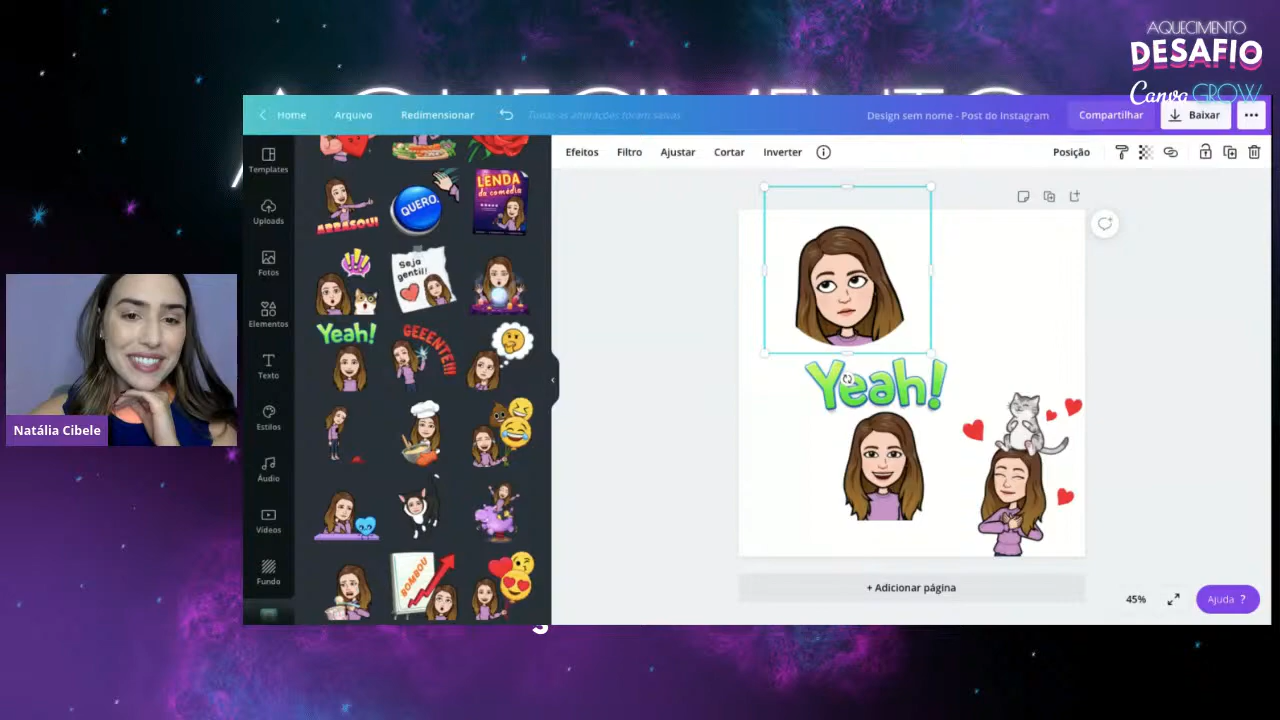 AQUECIMENTO
DESAFIO
Canva GROW
Home
Arquivo
Redimensionar
Todas as alterações foram salvas
Design sem nome - Post do Instagram
Compartilhar
Baixar
Efeitos
Filtro
Ajustar
Cortar
Inverter
Posição
Templates
Uploads
Fotos
Elementos
Texto
Estilos
Áudio
Vídeos
Fundo
ARRASOU!
QUERO.
LENDA
da comédia
Seja
gentil!
Yeah!
GEEENTE!!!
BOMBOU
Yeah!
+ Adicionar página
45%
Ajuda ?
Natália Cibele